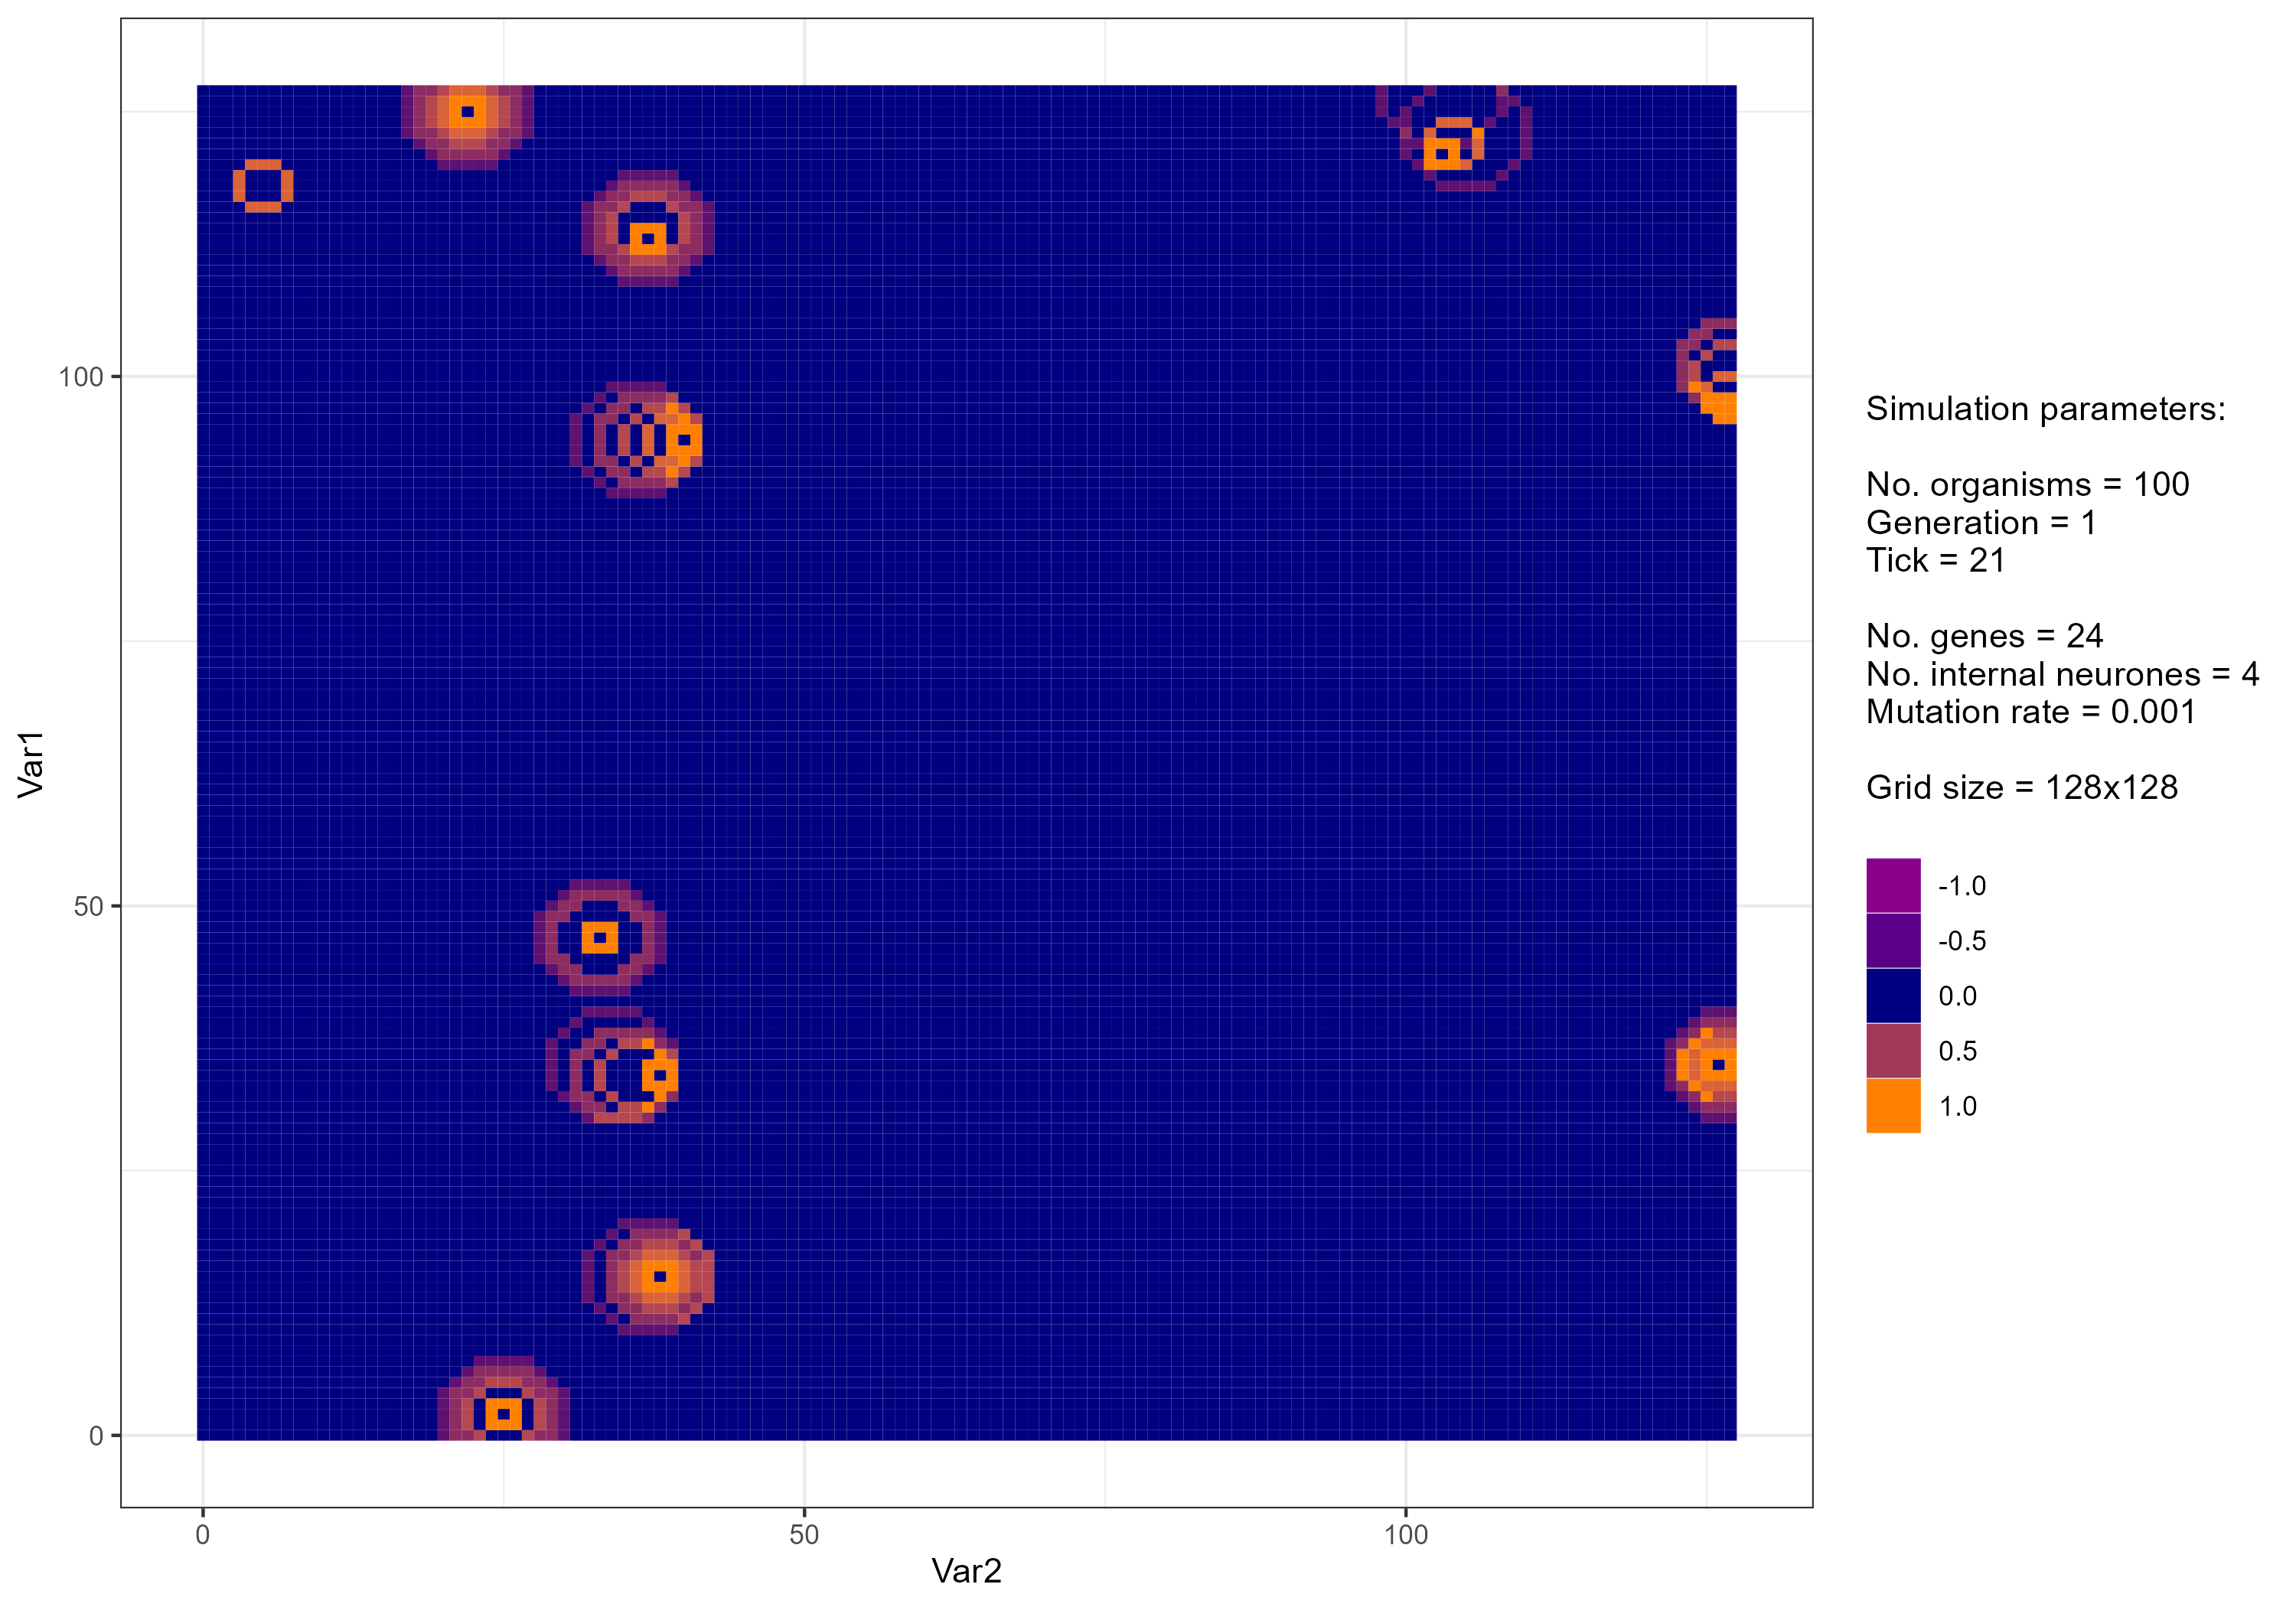 Var1
100
50
0
0
50
100
Var2
Simulation parameters:
No. organisms = 100
Generation = 1
Tick = 21
No. genes = 24
No. internal neurones = 4
Mutation rate = 0.001
Grid size = 128x128
-1.0
-0.5
0.0
0.5
1.0